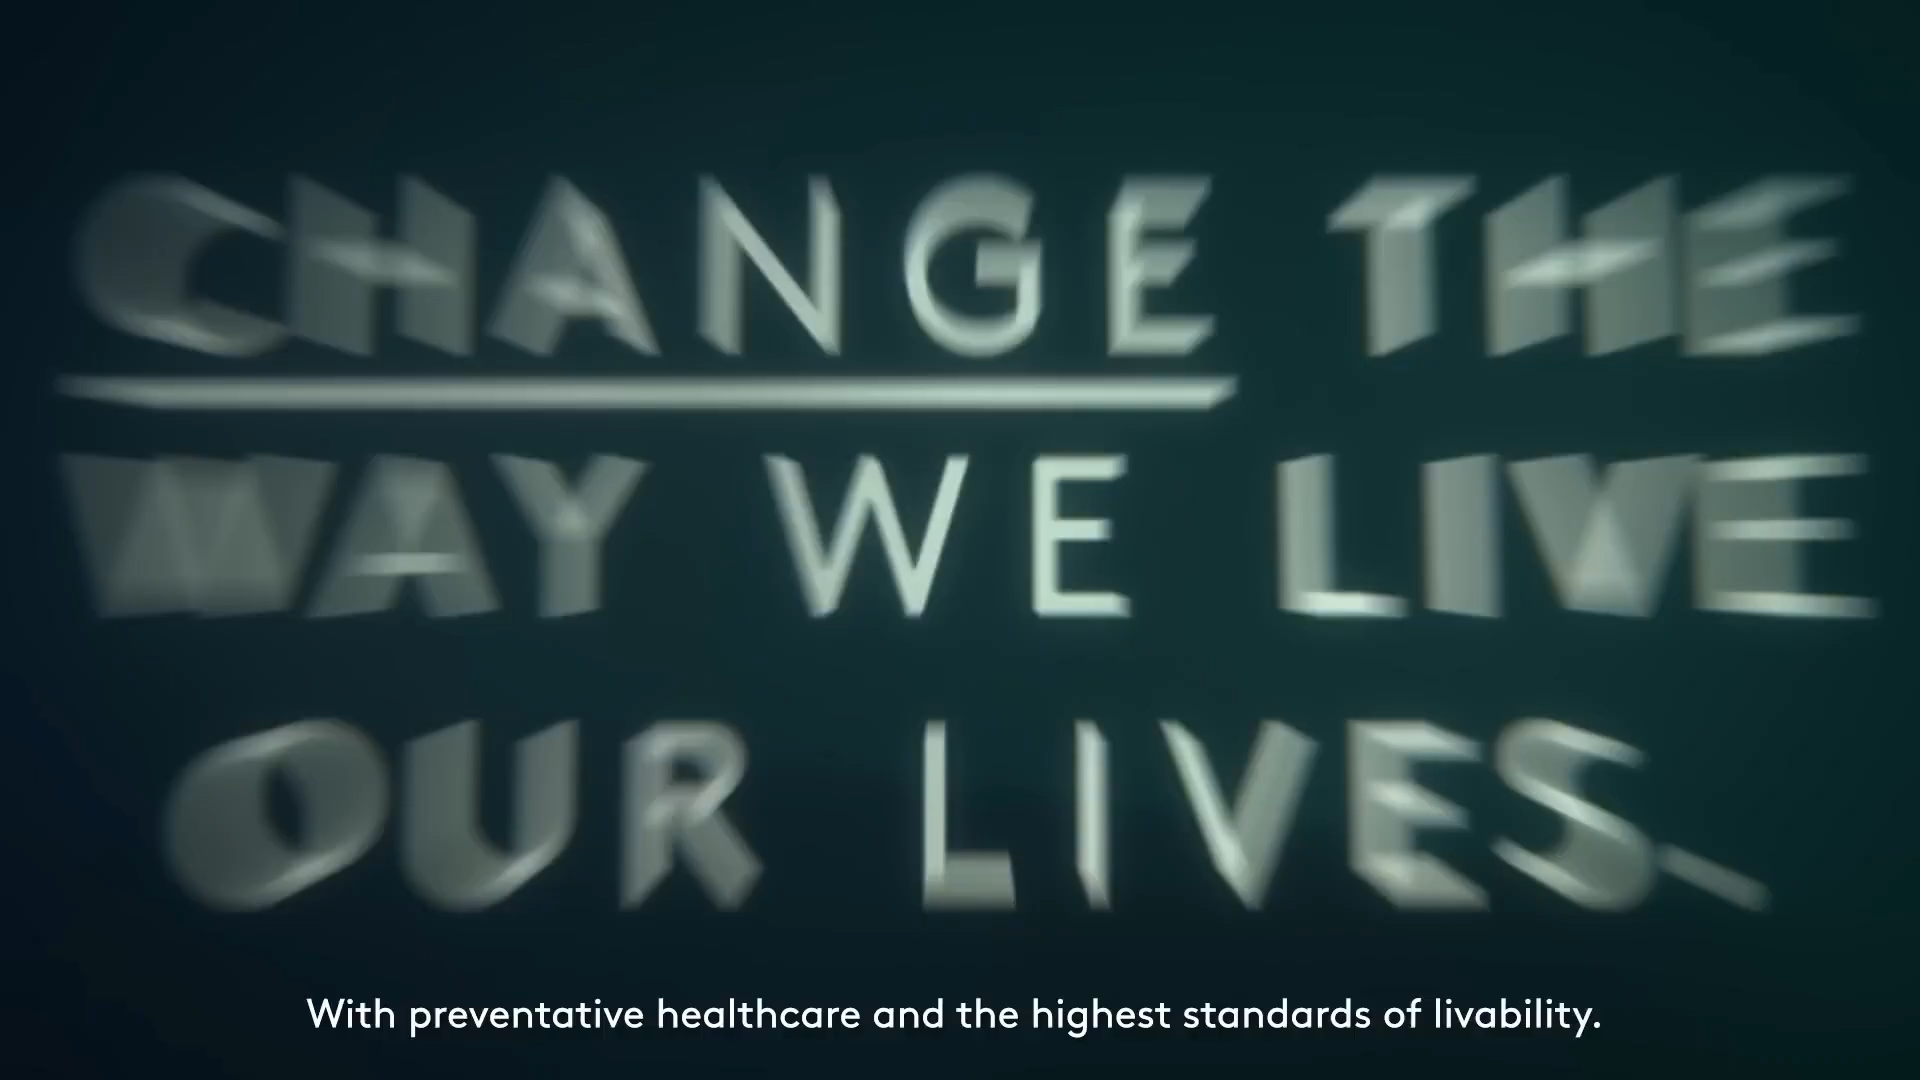 CHANGE THE
WAY WE LIVE
OUR LIVES.
With preventative healthcare and the highest standards of livability.